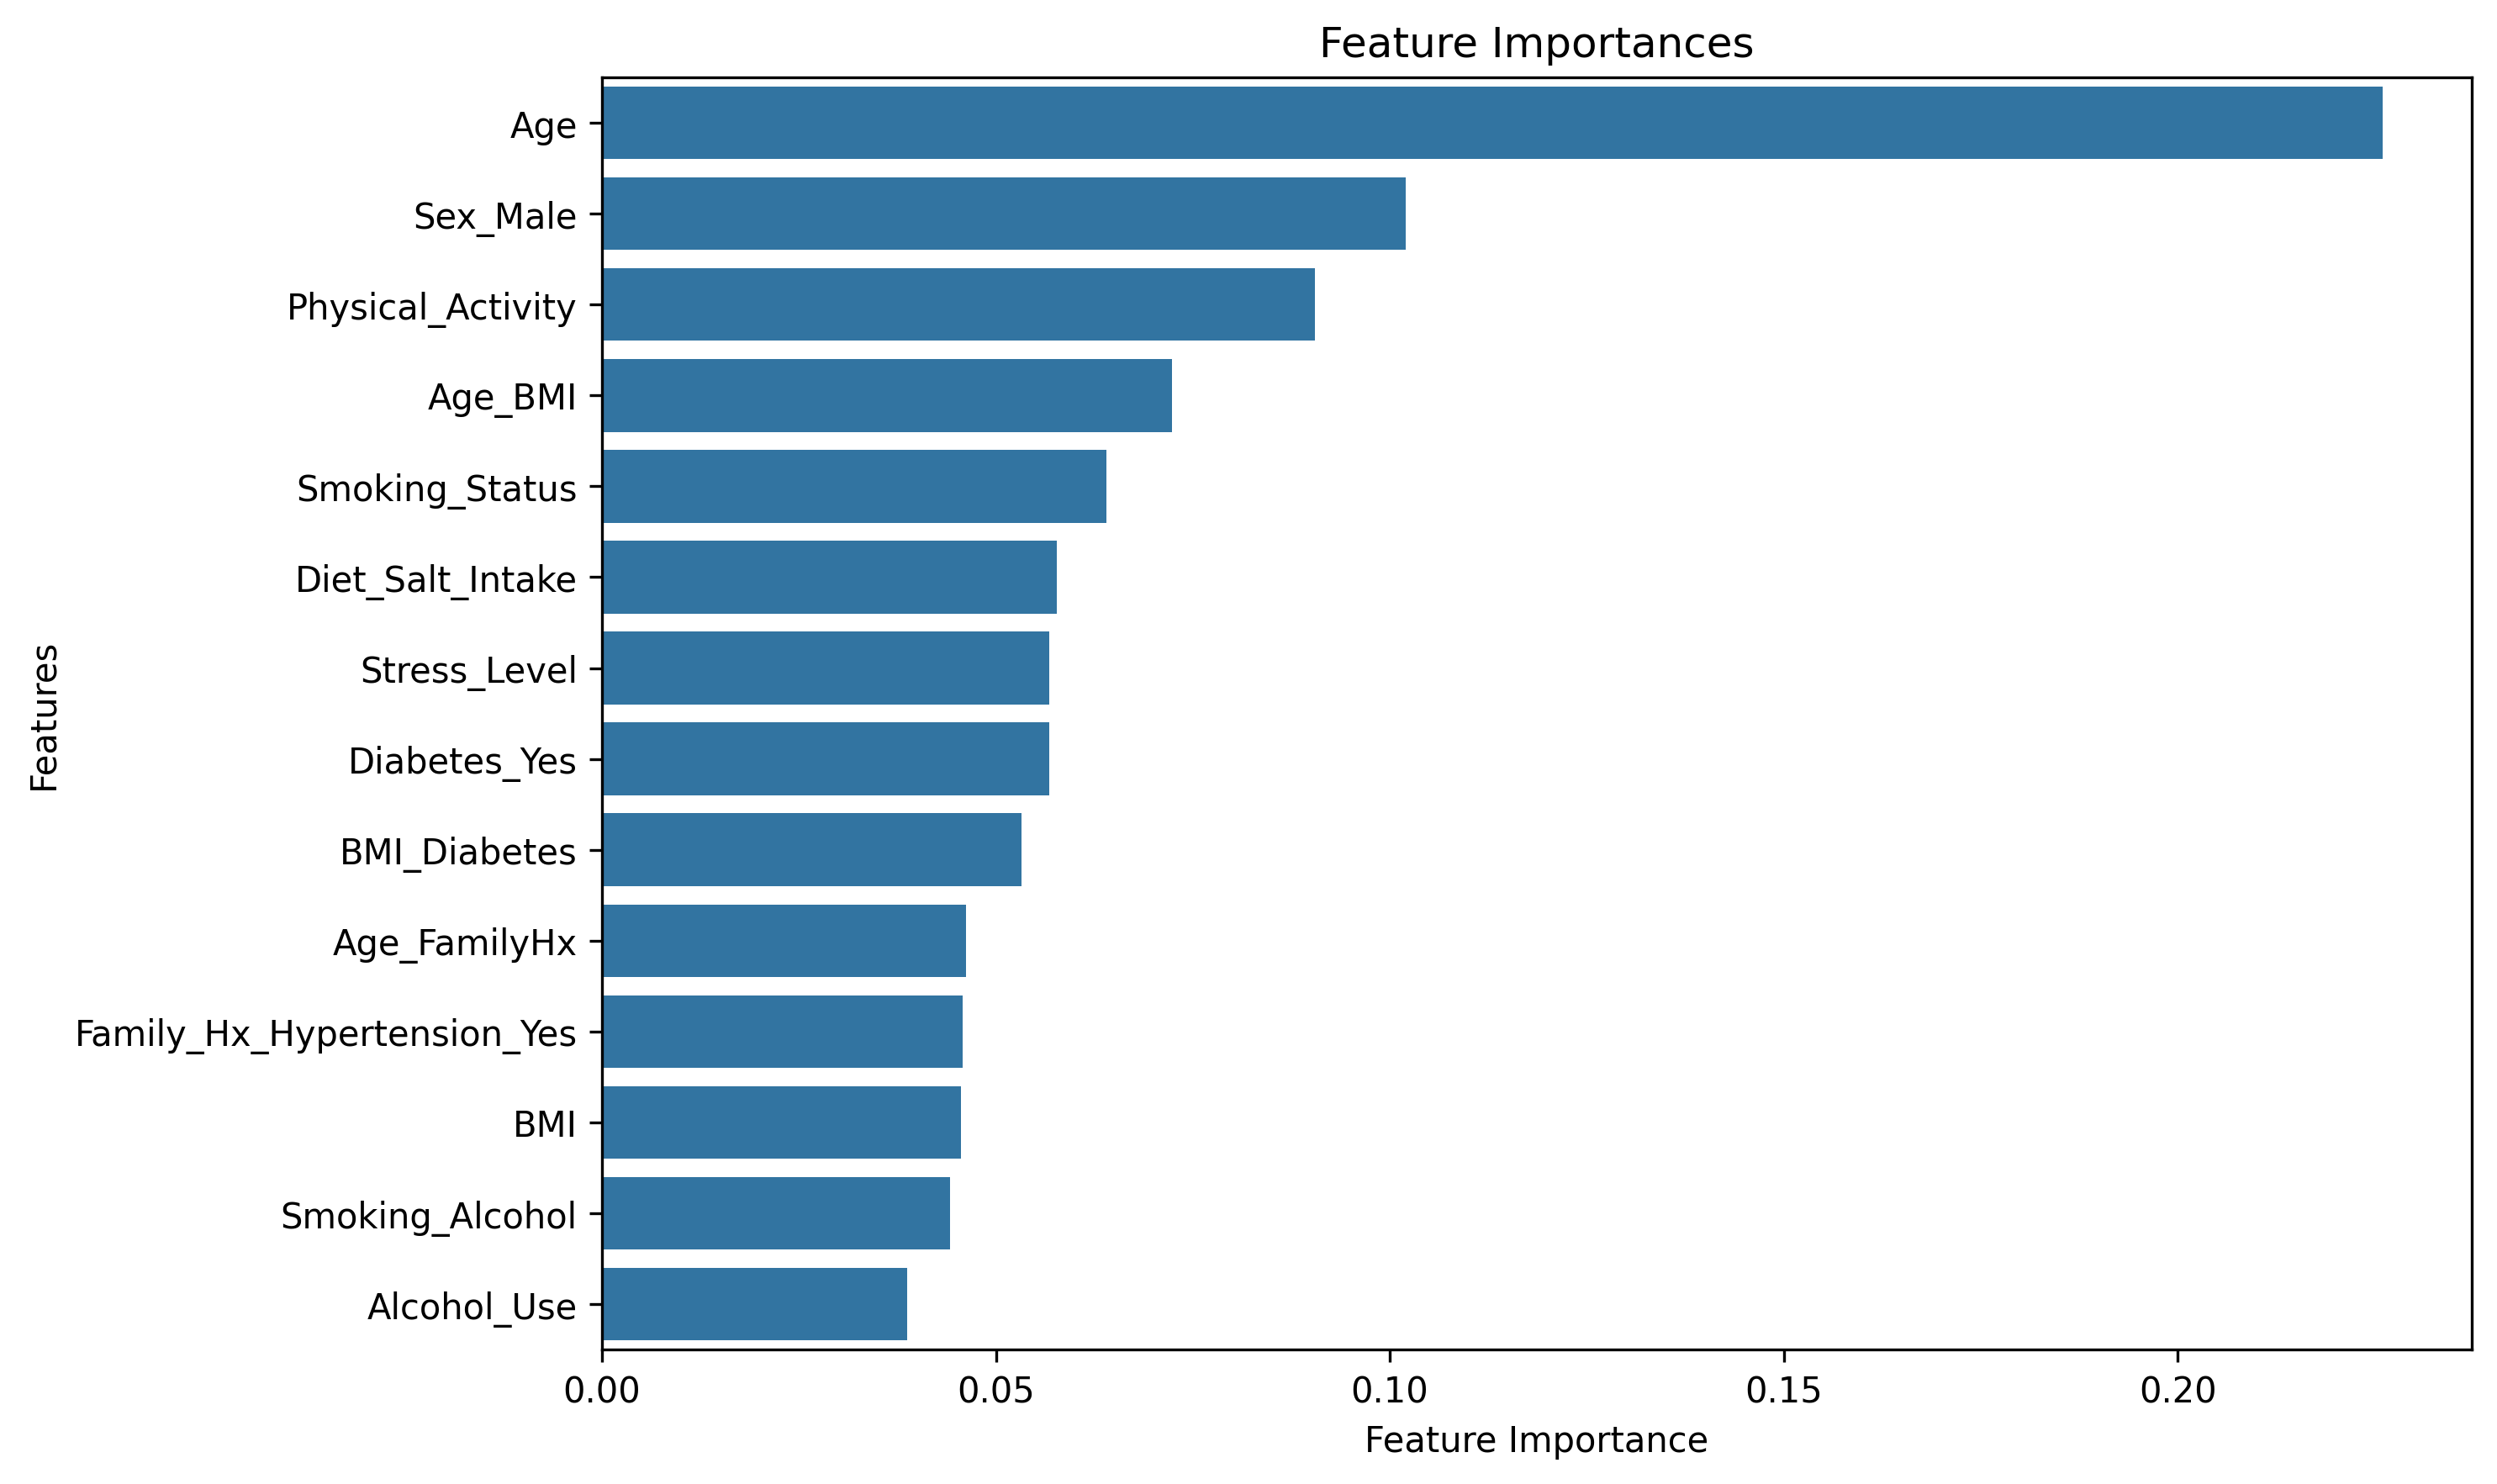 Feature Importances
Age
Sex_Male
Physical_Activity
Age_BMI
Smoking_Status
Diet_Salt_Intake
Stress_Level
Diabetes_Yes
BMI_Diabetes
Age_FamilyHx
Family_Hx_Hypertension_Yes
BMI
Smoking_Alcohol
Alcohol_Use
Features
0.00 0.05 0.10 0.15 0.20
Feature Importance